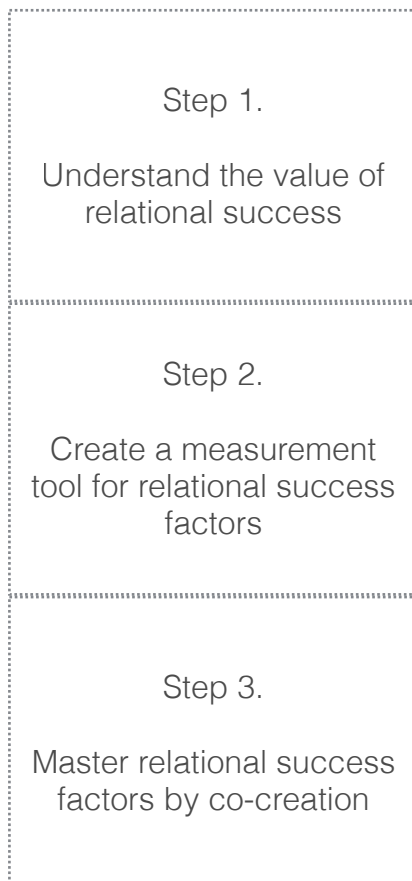 Step 1.
Understand the value of
relational success
Step 2.
Create a measurement
tool for relational success
factors
Step 3.
Master relational success
factors by co-creation